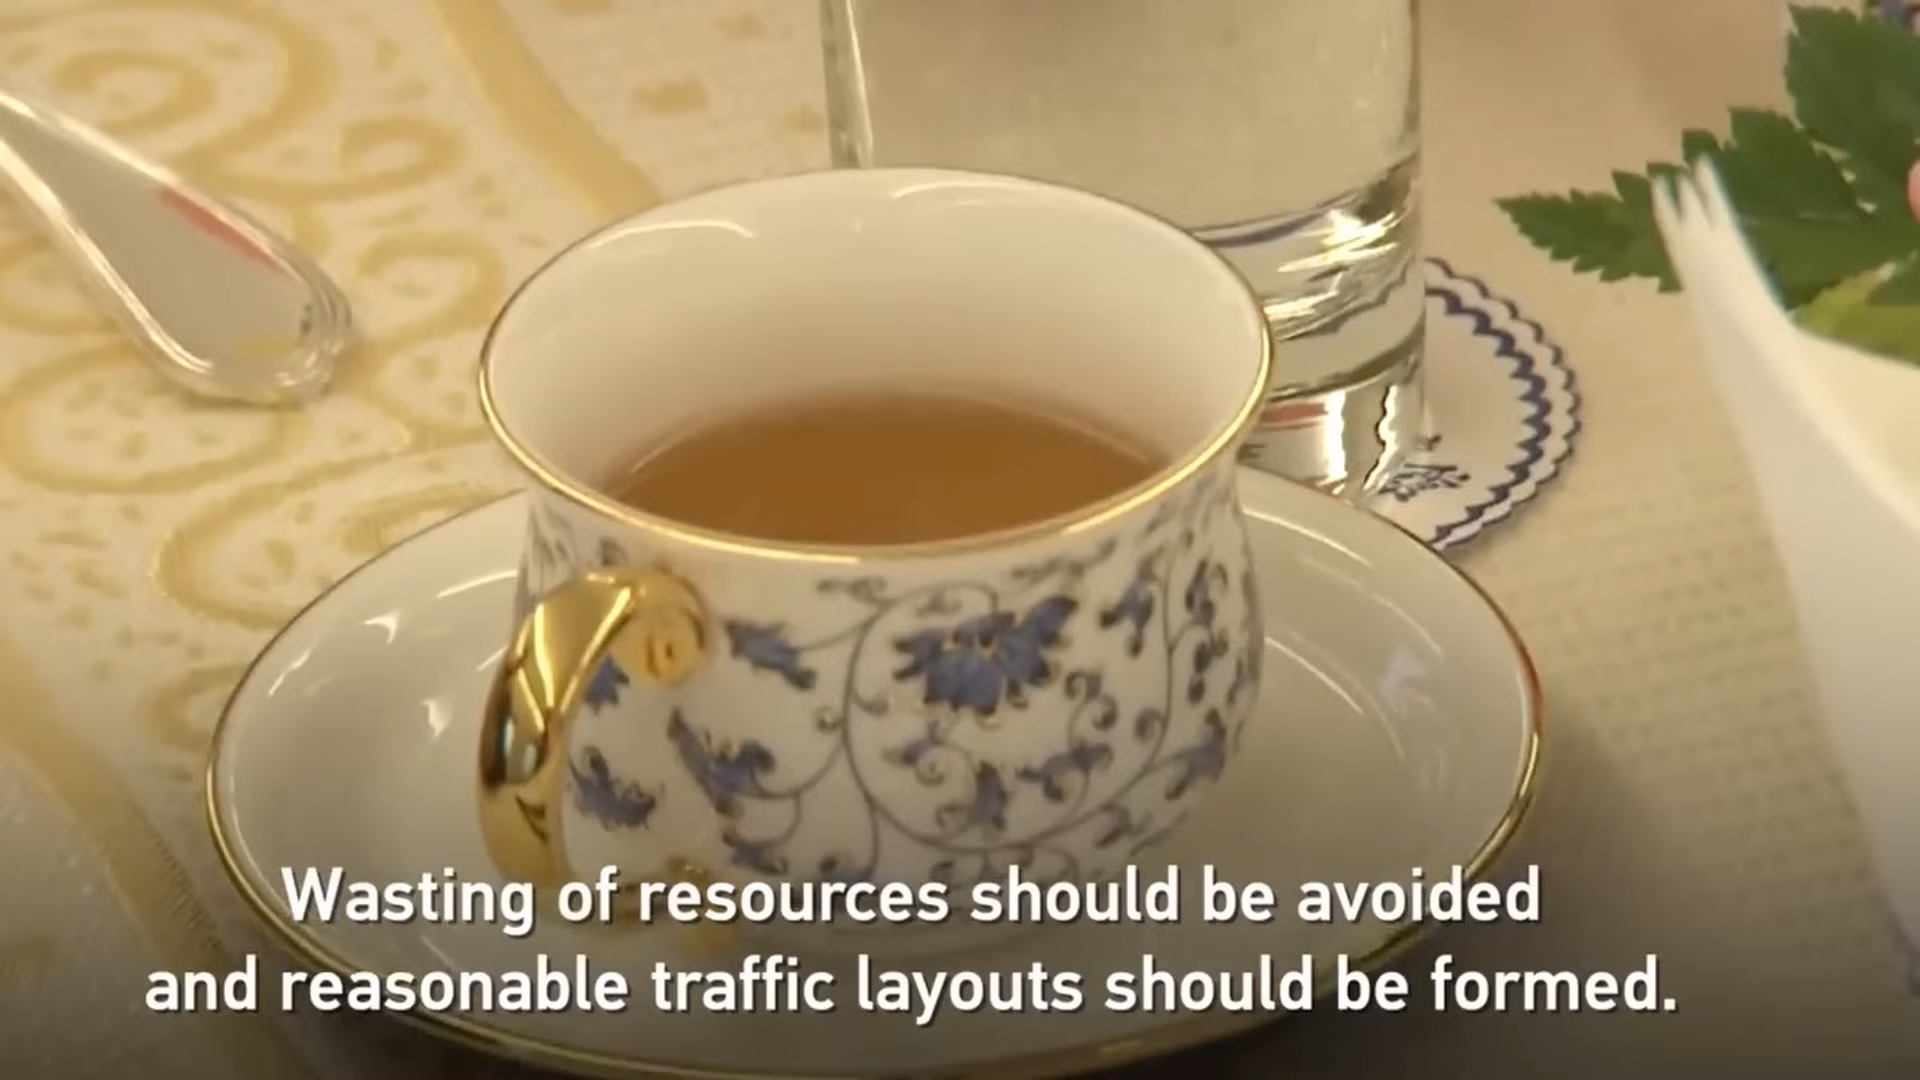 Wasting of resources should be avoided
and reasonable traffic layouts should be formed.